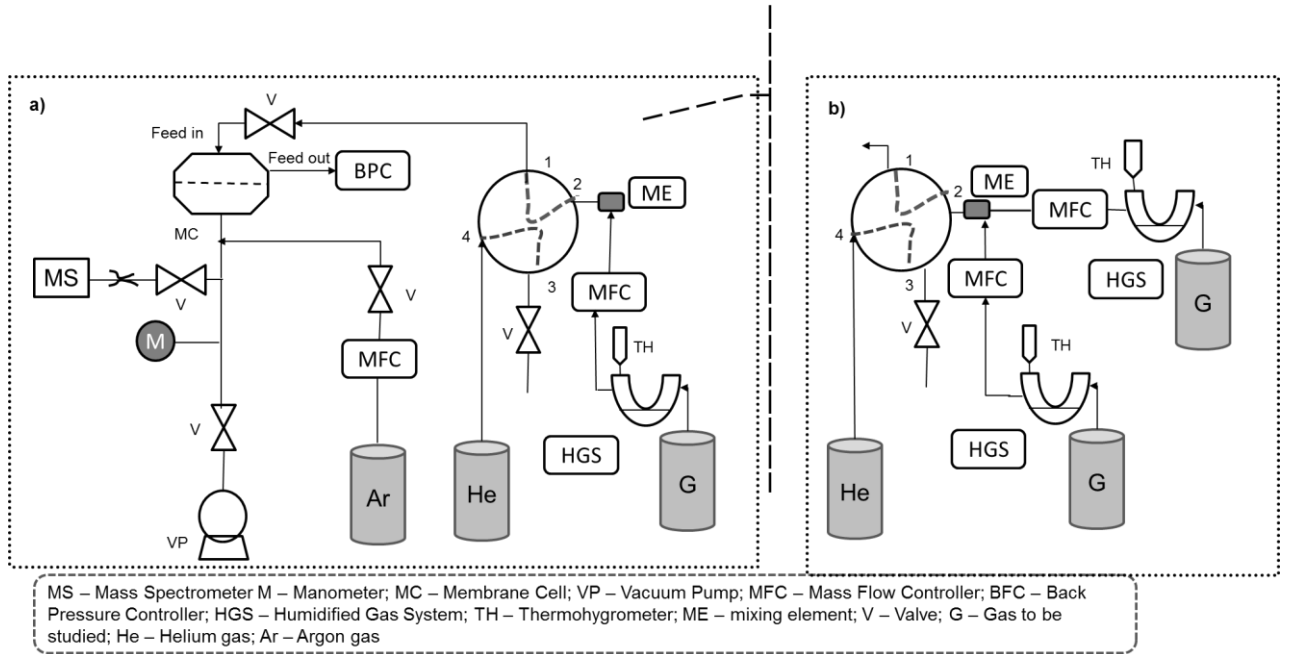 a)
V
Feed in
Feed out
BPC
1
2
ME
4
MC
3
MS
V
V
MFC
V
M
MFC
TH
V
HGS
Ar
He
G
VP
b)
TH
1
2
ME
MFC
4
HGS
G
3
MFC
V
TH
HGS
He
G
MS – Mass Spectrometer M – Manometer; MC – Membrane Cell; VP – Vacuum Pump; MFC – Mass Flow Controller; BFC – Back
Pressure Controller; HGS – Humidified Gas System; TH – Thermohygrometer; ME – mixing element; V – Valve; G – Gas to be
studied; He – Helium gas; Ar – Argon gas